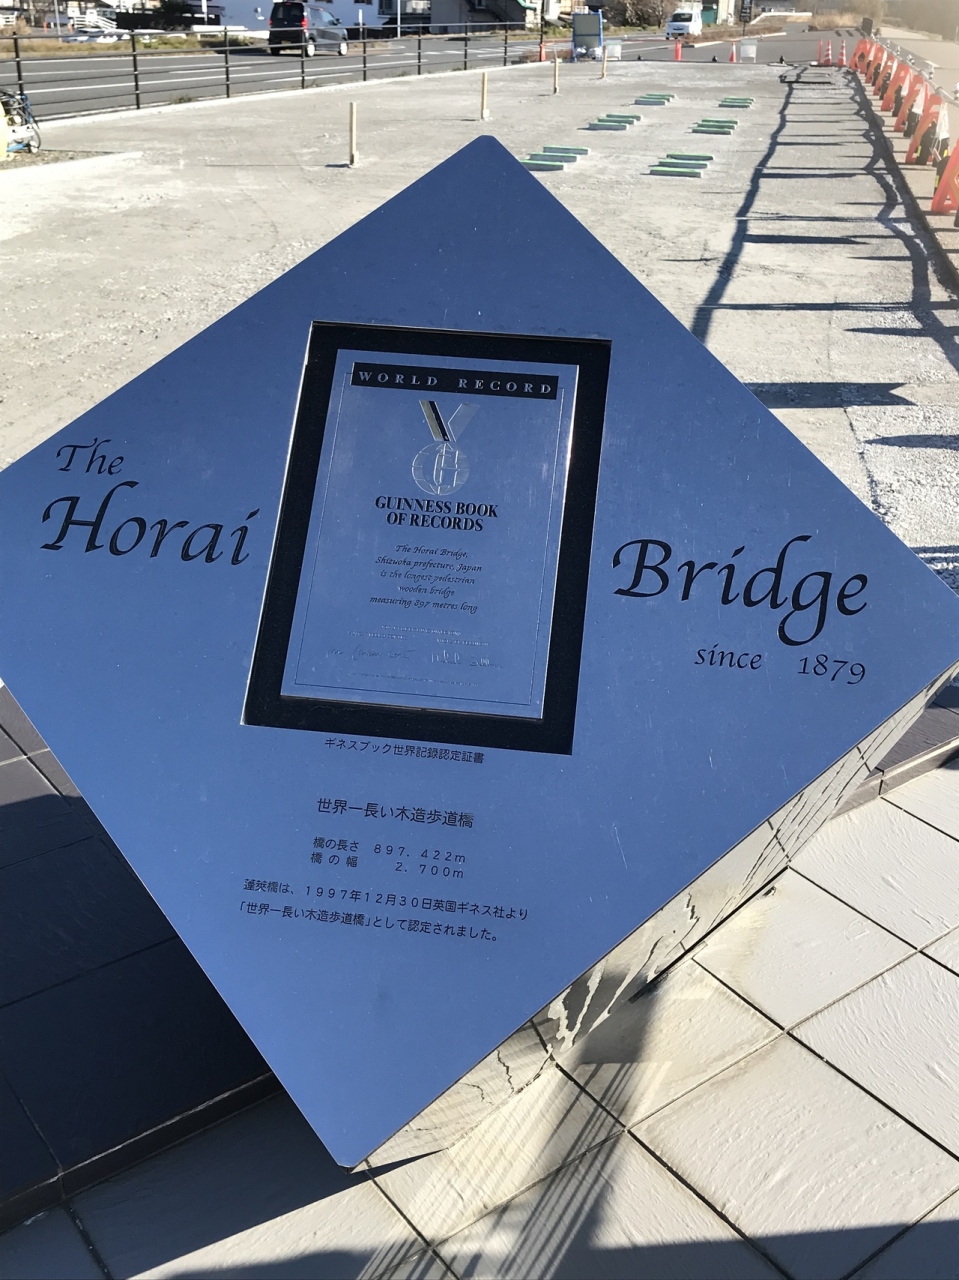 The
Horai
WORLD RECORD
GUINNESS BOOK
OF RECORDS
The Horai Bridge,
Shizuoka prefecture, Japan
is the longest pedestrian
wooden bridge
measuring 897 metres long
Bridge
since 1879
ギネスブック世界記録認定証書
世界一長い木造歩道橋
橋の長さ 897.422m
橋の幅 2.700m
蓬莱橋は、1997年12月30日英国ギネス社より
「世界一長い木造歩道橋」として認定されました。